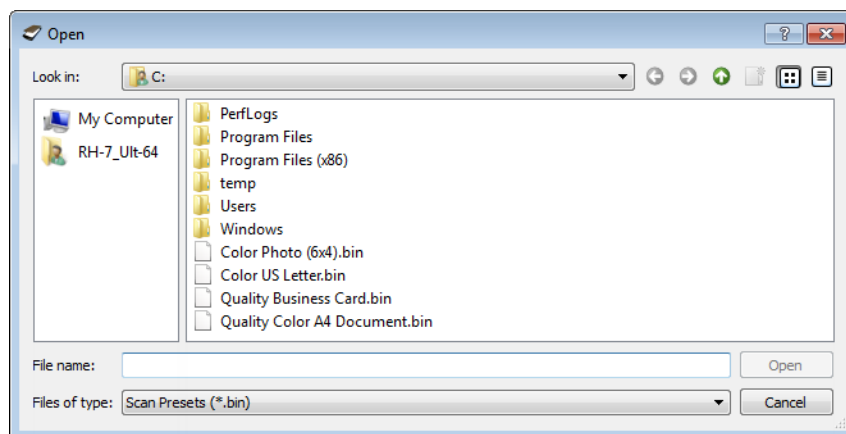 Open
Look in: C:
My Computer
RH-7_Ult-64
PerfLogs
Program Files
Program Files (x86)
temp
Users
Windows
Color Photo (6x4).bin
Color US Letter.bin
Quality Business Card.bin
Quality Color A4 Document.bin
File name: Open
Files of type: Scan Presets (*.bin) Cancel